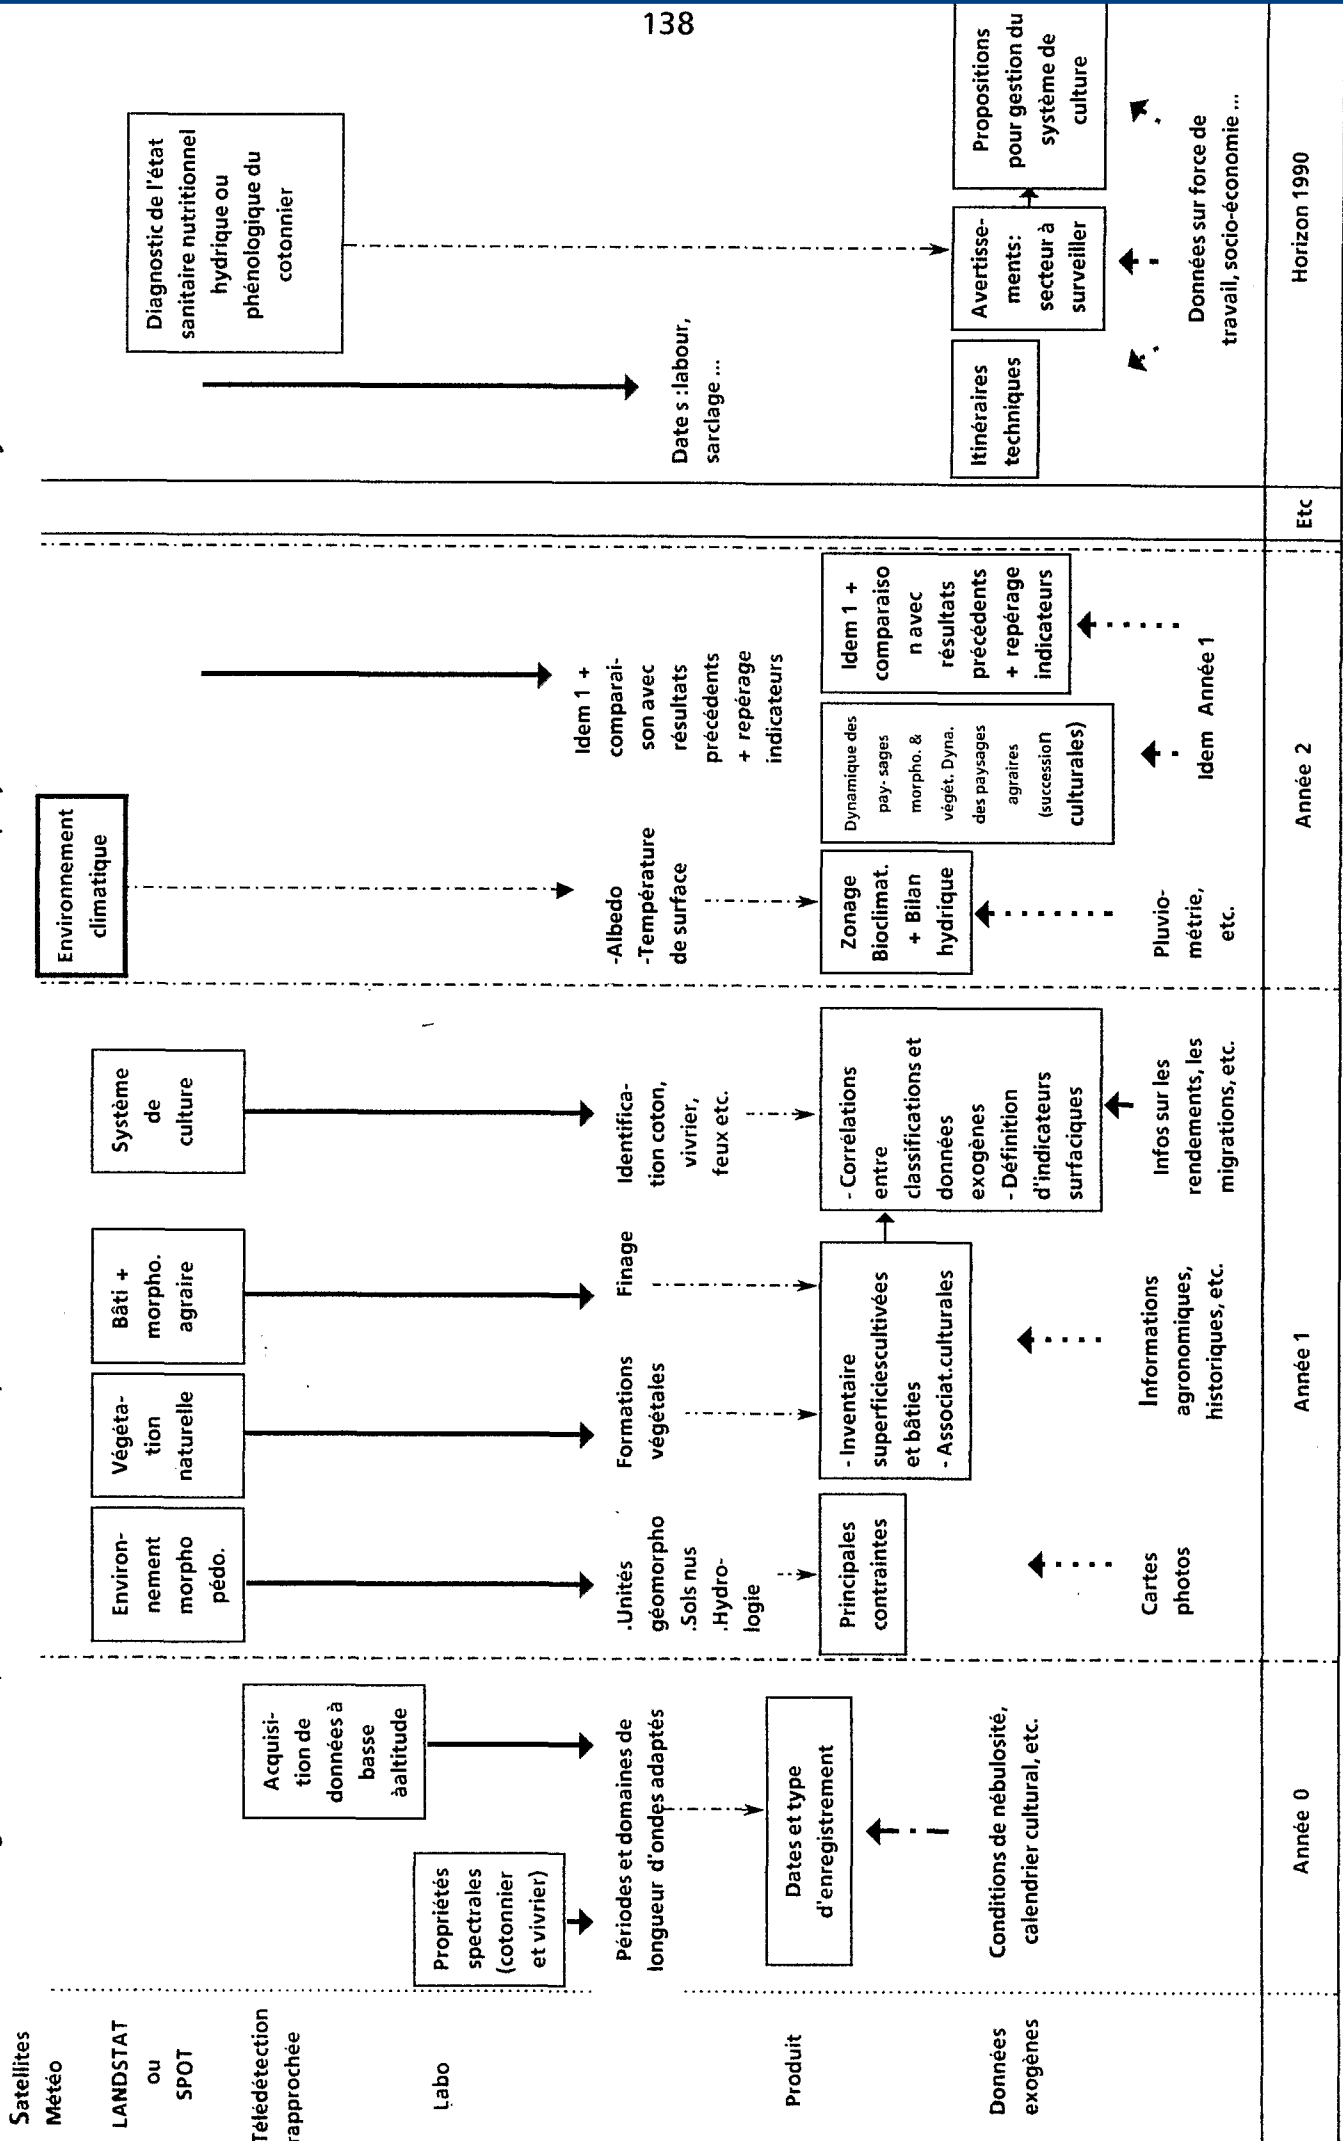 138
Satellites
Météo
LANDSTAT
ou
SPOT
Télédétection
rapprochée
Labo
Produit
Données
exogènes
Propriétés
spectrales
(cotonnier
et vivrier)
Acquisi-
tion de
données à
basse
àaltitude
Périodes et domaines de
longueur d'ondes adaptés
Dates et type
d'enregistrement
Conditions de nébulosité,
calendrier cultural, etc.
Année 0
Environ-
nement
morpho
pédo.
Végéta-
tion
naturelle
Bâti +
morpho.
agraire
Système
de
culture
.Unités
géomorpho
.Sols nus
.Hydro-
logie
Formations
végétales
Finage
Identifica-
tion coton,
vivrier,
feux etc.
Principales
contraintes
- Inventaire
superficiescultivées
et bâties
- Associat.culturales
- Corrélations
entre
classifications et
données
exogènes
- Définition
d'indicateurs
surfaciques
Cartes
photos
Informations
agronomiques,
historiques, etc.
Infos sur les
rendements, les
migrations, etc.
Année 1
Environnement
climatique
-Albedo
-Température
de surface
Idem 1 +
comparai-
son avec
résultats
précédents
+ repérage
indicateurs
Zonage
Bioclimat.
+ Bilan
hydrique
Dynamique des
pay- sages
morpho. &
végét. Dyna.
des paysages
agraires
(succession
culturales)
Idem 1 +
comparaiso
n avec
résultats
précédents
+ repérage
indicateurs
Pluvio-
métrie,
etc.
Idem Année 1
Année 2
Etc
Diagnostic de l'état
sanitaire nutritionnel
hydrique ou
phénologique du
cotonnier
Date s :labour,
sarclage ...
Itinéraires
techniques
Avertisse-
ments:
secteur à
surveiller
Propositions
pour gestion du
système de
culture
Données sur force de
travail, socio-économie ...
Horizon 1990